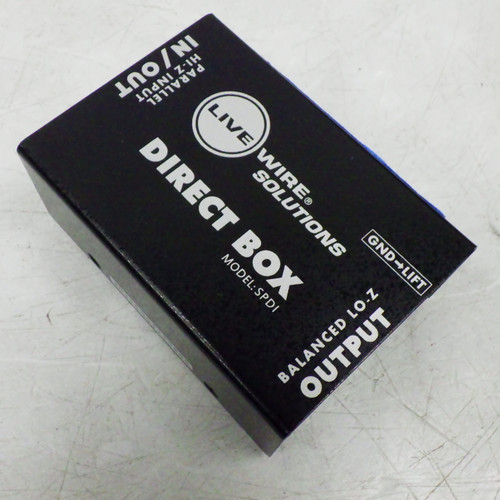 PARALLEL
HI-Z INPUT
IN/OUT
LIVE
WIRE®
SOLUTIONS
DIRECT BOX
MODEL: SPDI
GND→LIFT
BALANCED LO-Z
OUTPUT